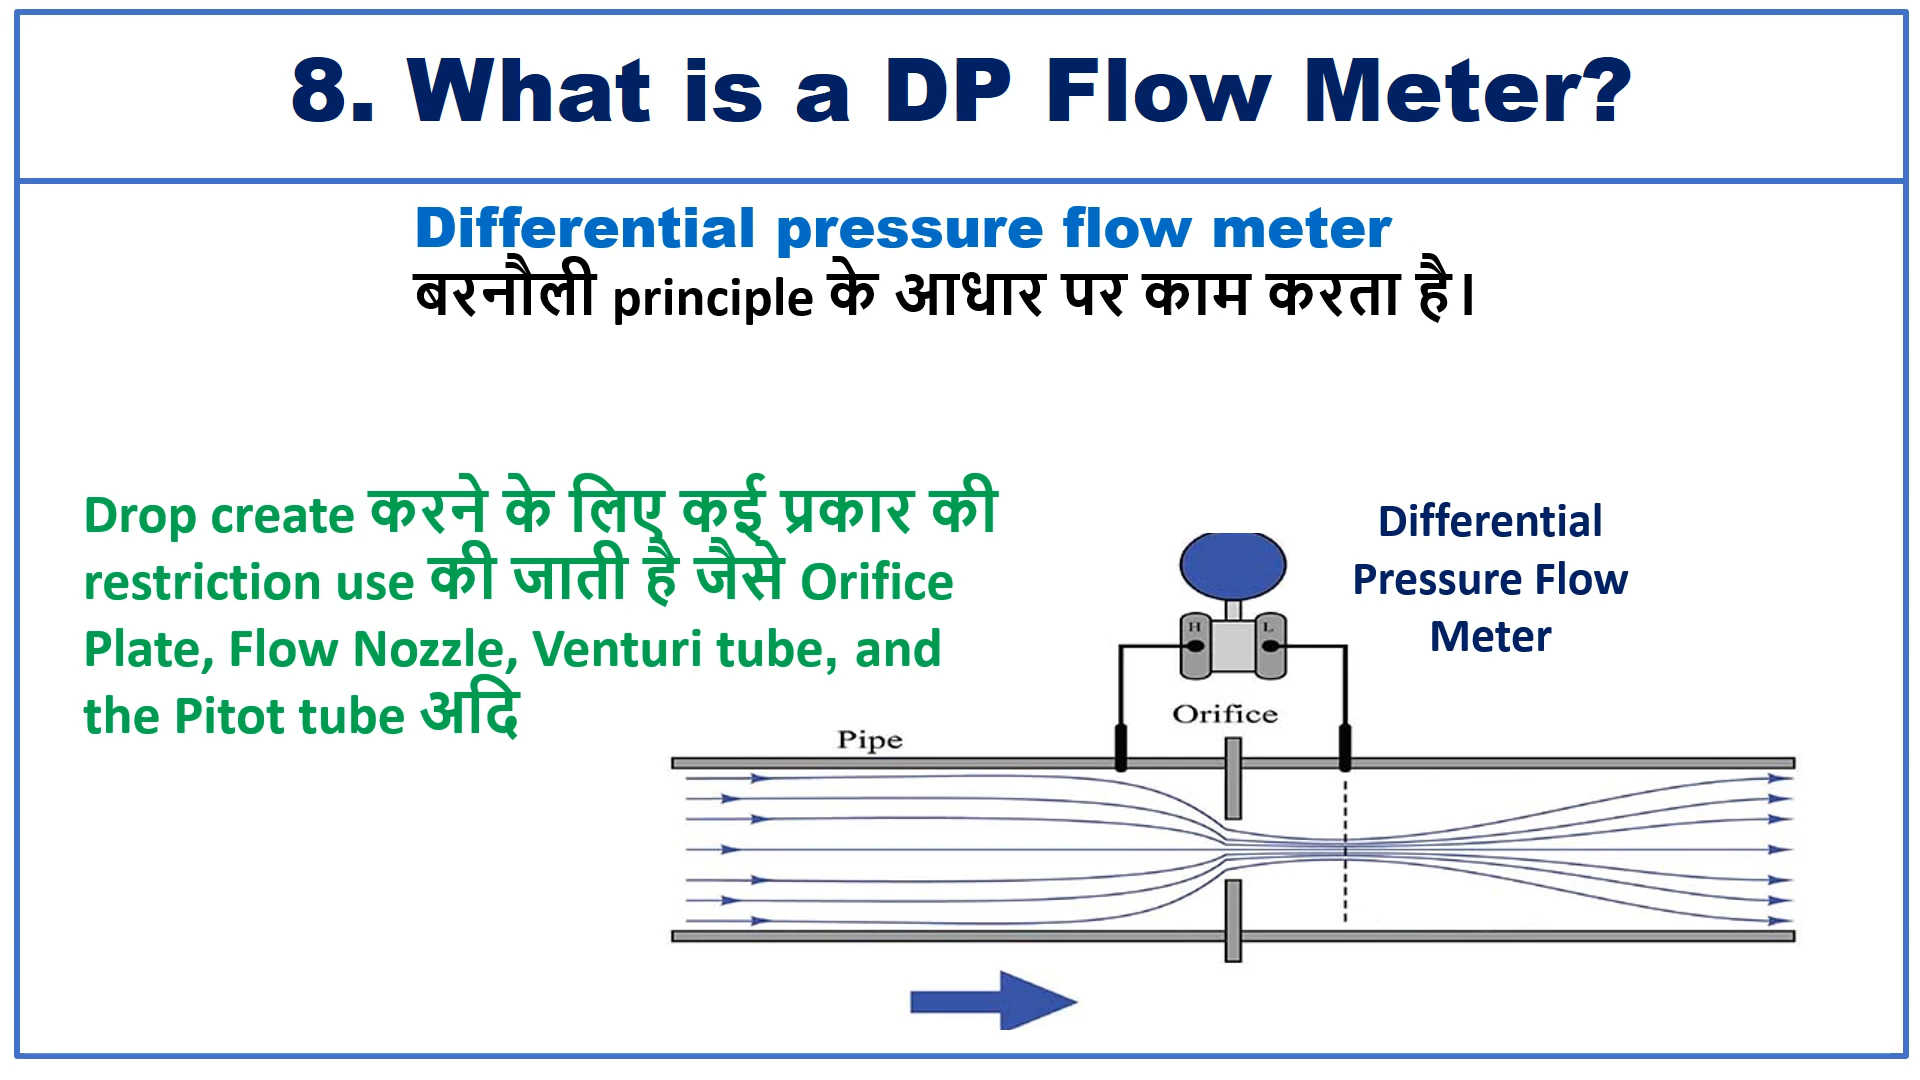 8. What is a DP Flow Meter?
Differential pressure flow meter
बरनौली principle के आधार पर काम करता है।
Drop create करने के लिए कई प्रकार की
restriction use की जाती है जैसे Orifice
Plate, Flow Nozzle, Venturi tube, and
the Pitot tube अदि
Differential
Pressure Flow
Meter
H L
Orifice
Pipe